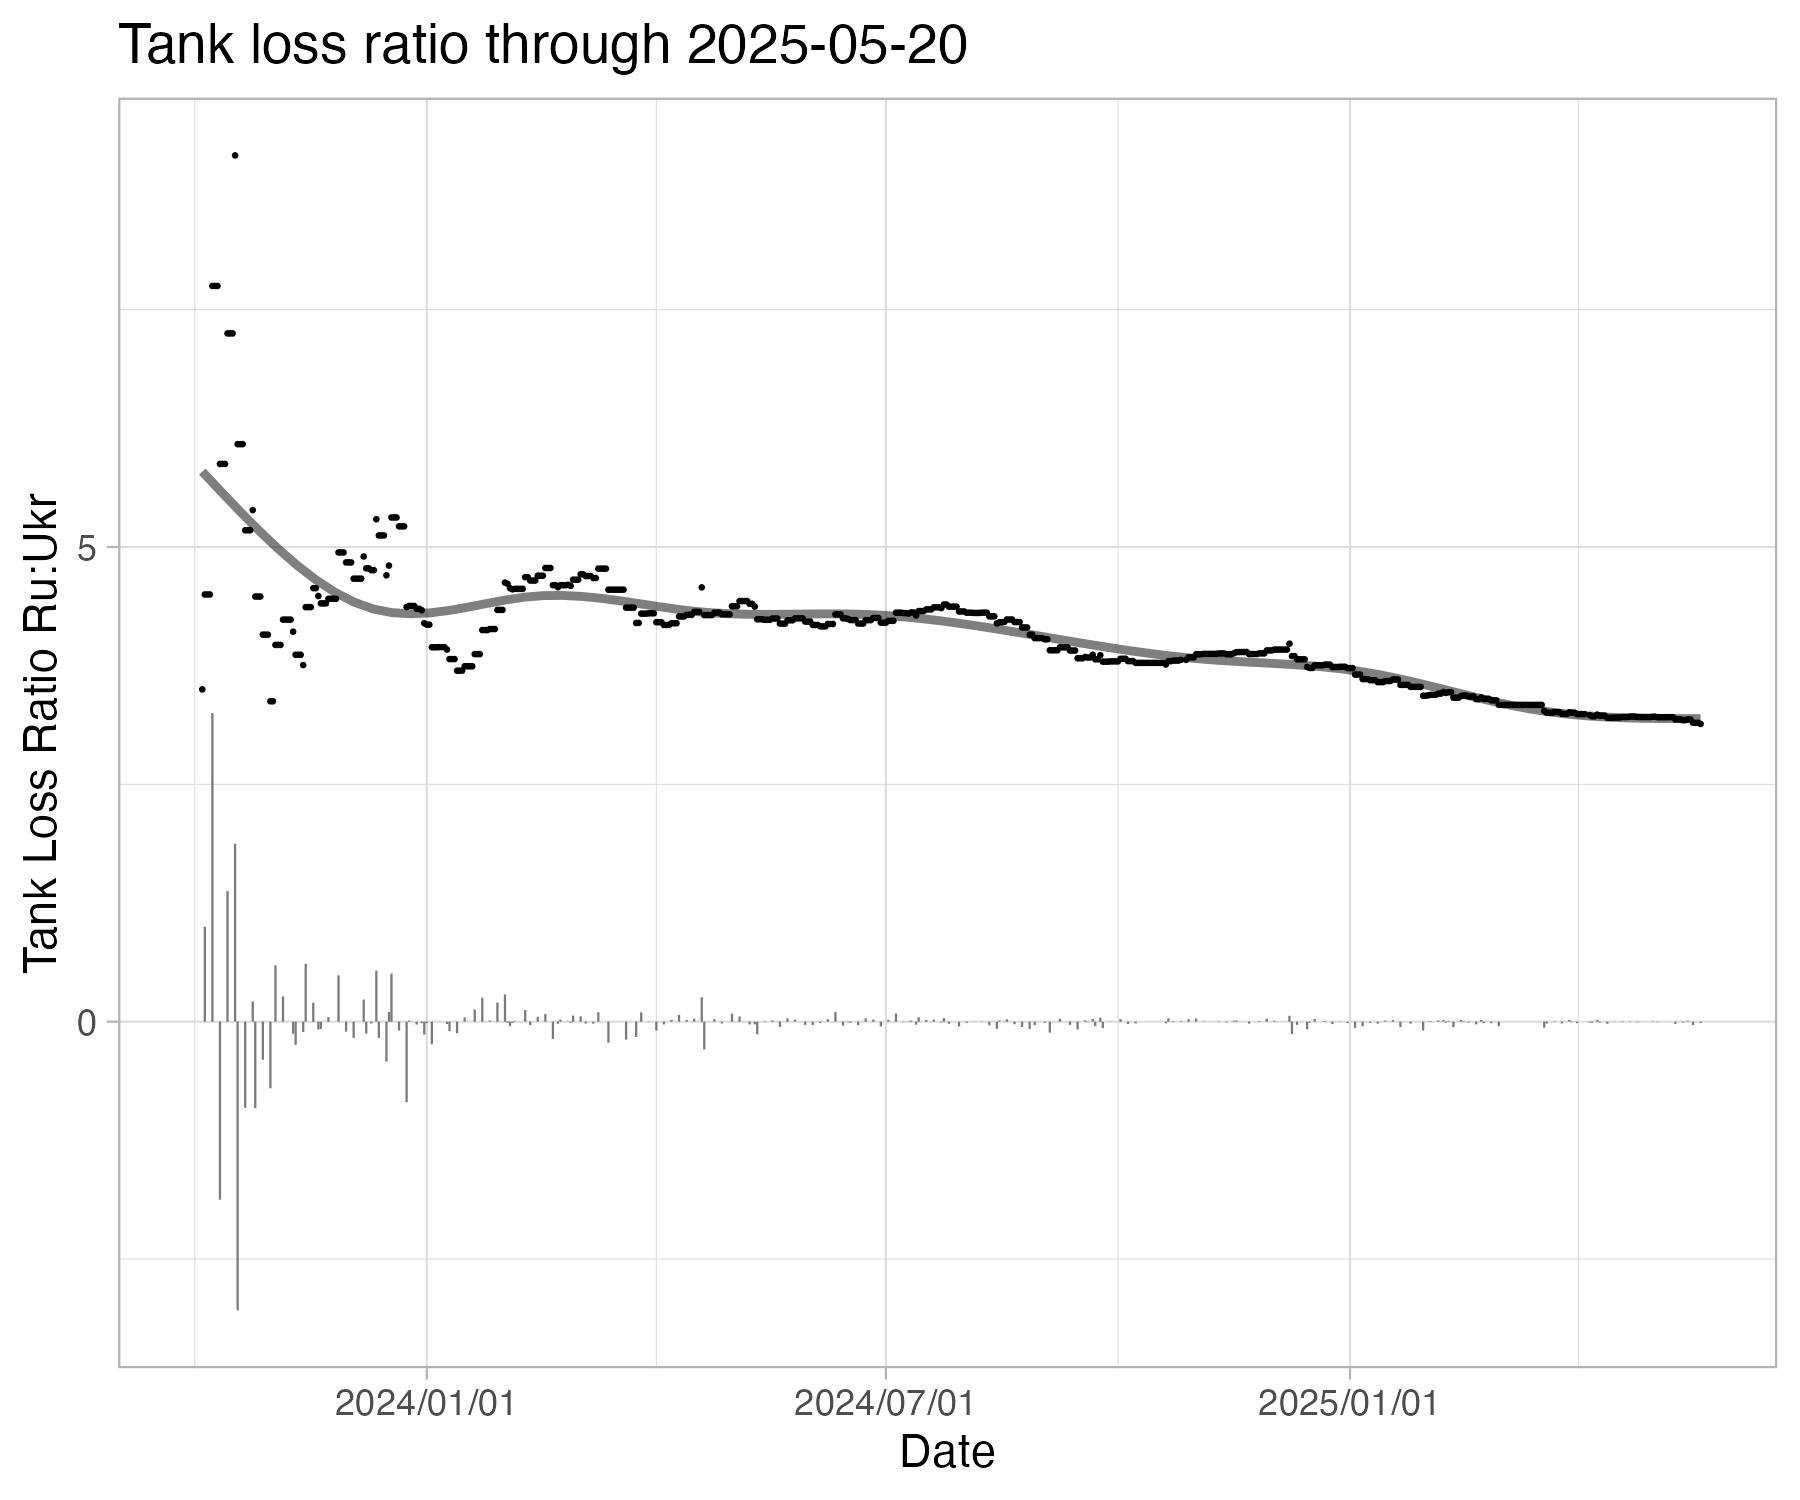 Tank loss ratio through 2025-05-20
Tank Loss Ratio Ru:Ukr
5
0
2024/01/01
2024/07/01
2025/01/01
Date